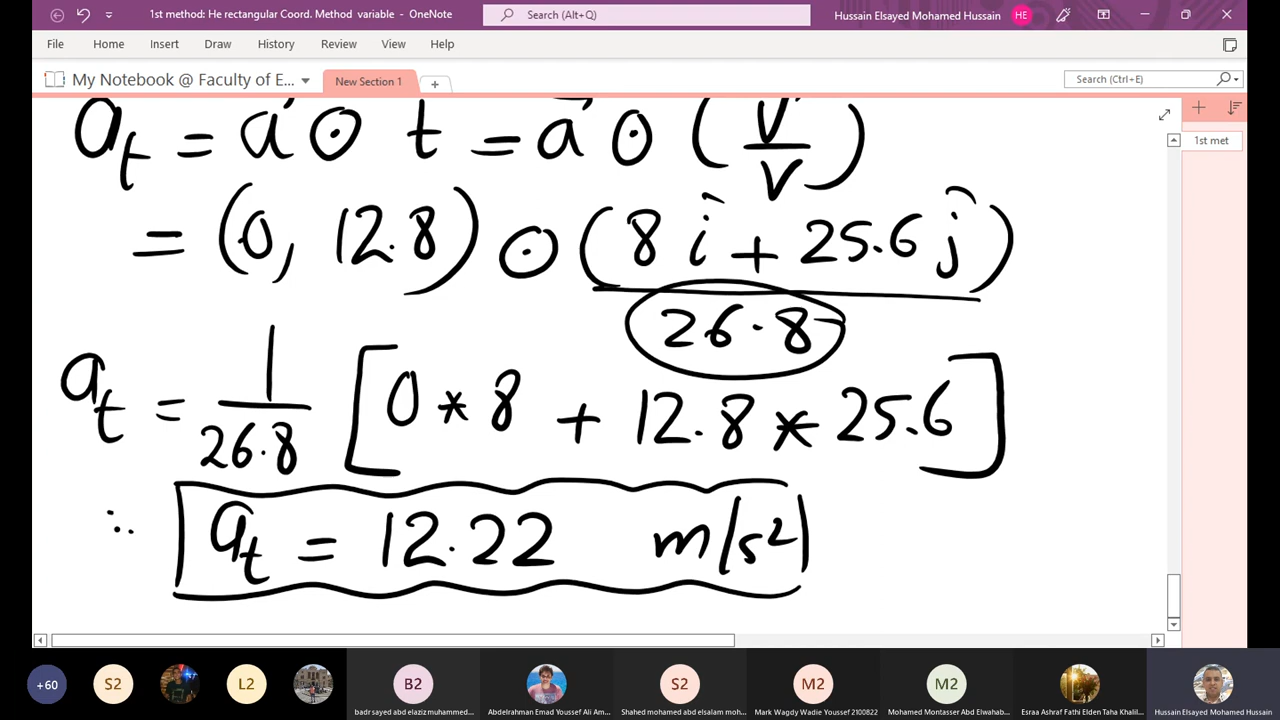 1st method: He rectangular Coord. Method variable - OneNote
Search (Alt+Q)
Hussain Elsayed Mohamed Hussain
HE
File Home Insert Draw History Review View Help
My Notebook @ Faculty of E...
New Section 1
Search (Ctrl+E)
1st met
a_t = a ⊙ t = a ⊙ (V/V)
= (0, 12.8) ⊙ (8 i + 25.6 j)
26.8
a_t = 1/26.8 [0 * 8 + 12.8 * 25.6]
∴ a_t = 12.22 m/s²
+60 S2 L2 B2 S2 M2 M2
badr sayed abd elaziz muhammed... Abdelrahman Emad Youssef Ali Am... Shahed mohamed abd elsalam moh... Mark Wagdy Wadie Youssef 2100822 Mohamed Montasser Abd Elwahab... Esraa Ashraf Fathi Elden Taha Khalil... Hussain Elsayed Mohamed Hussain